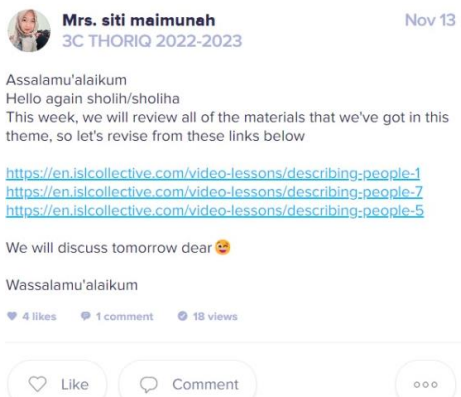 Mrs. siti maimunah
Nov 13
3C THORIQ 2022-2023
Assalamu'alaikum
Hello again sholih/sholiha
This week, we will review all of the materials that we've got in this
theme, so let's revise from these links below
https://en.islcollective.com/video-lessons/describing-people-1
https://en.islcollective.com/video-lessons/describing-people-7
https://en.islcollective.com/video-lessons/describing-people-5
We will discuss tomorrow dear😉
Wassalamu'alaikum
4 likes 1 comment 18 views
Like Comment